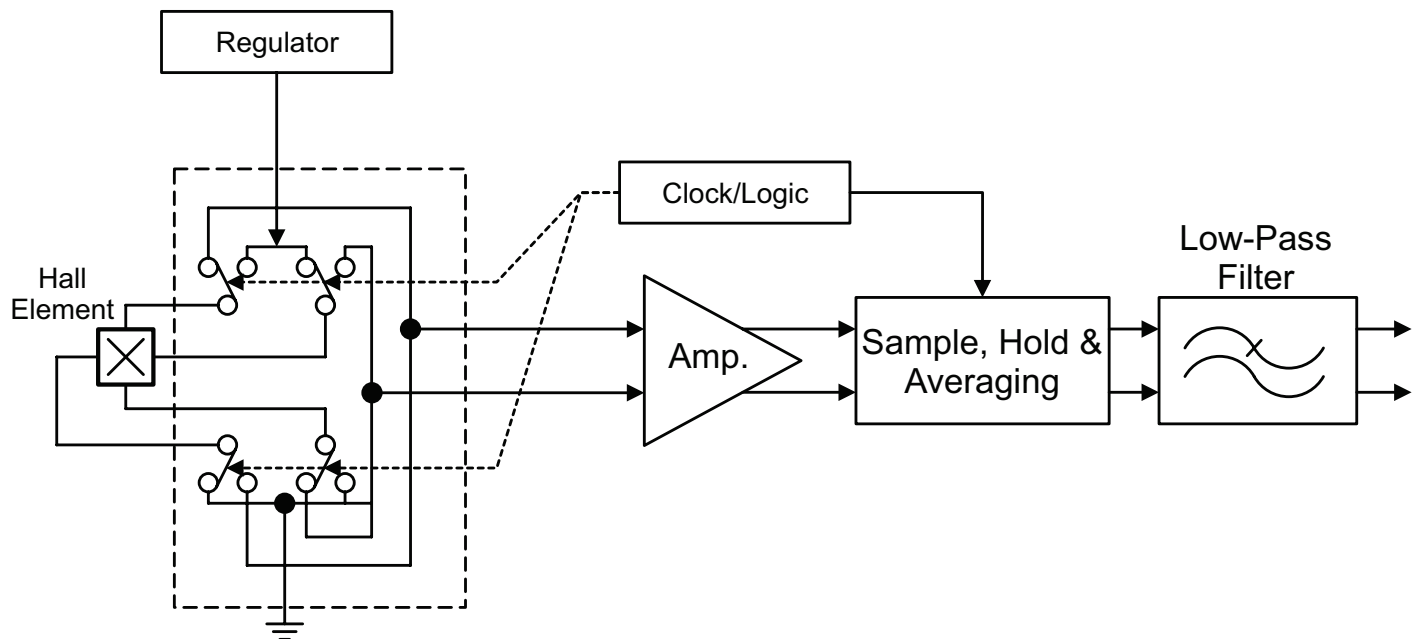 Regulator
Clock/Logic
Low-Pass
Filter
Hall
Element
Amp.
Sample, Hold &
Averaging